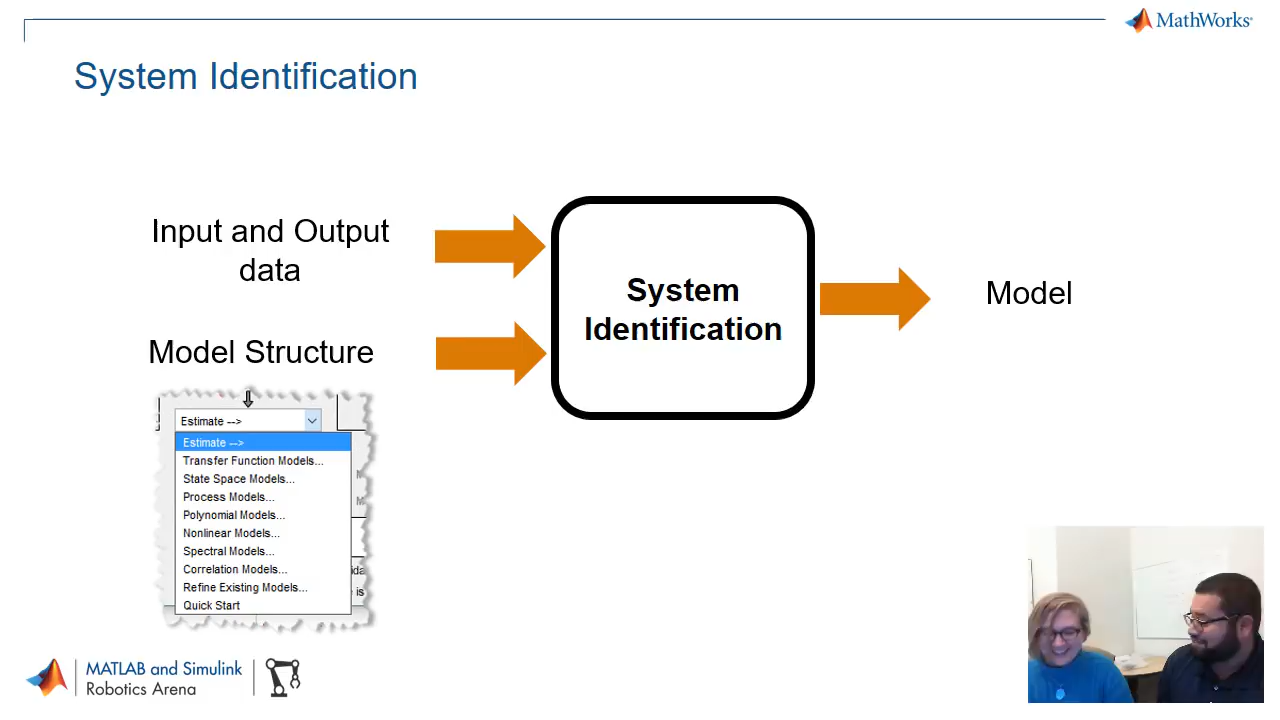 MathWorks
System Identification
Input and Output
data
System
Identification
Model
Model Structure
Estimate -->
Estimate -->
Transfer Function Models...
State Space Models...
Process Models...
Polynomial Models...
Nonlinear Models...
Spectral Models...
Correlation Models...
Refine Existing Models...
Quick Start
MATLAB and Simulink
Robotics Arena